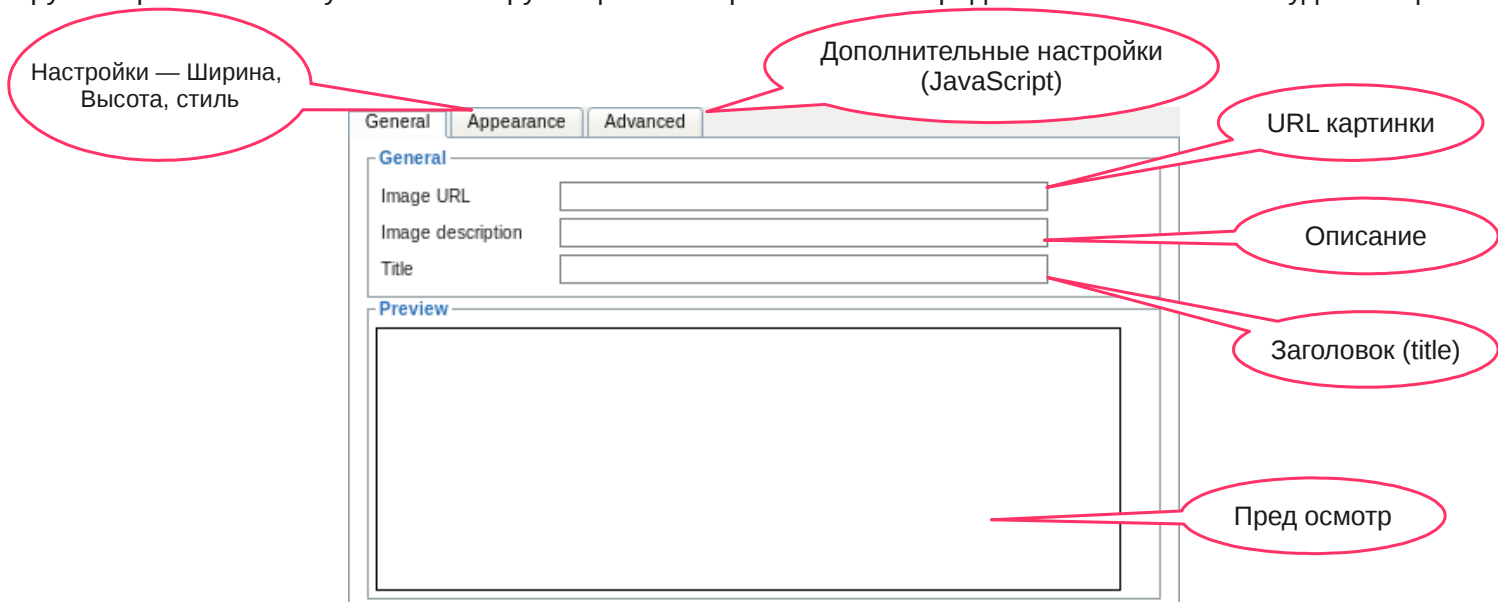 Настройки — Ширина,
Высота, стиль
Дополнительные настройки
(JavaScript)
General
Appearance
Advanced
URL картинки
General
Image URL
Image description
Описание
Title
Preview
Заголовок (title)
Пред осмотр